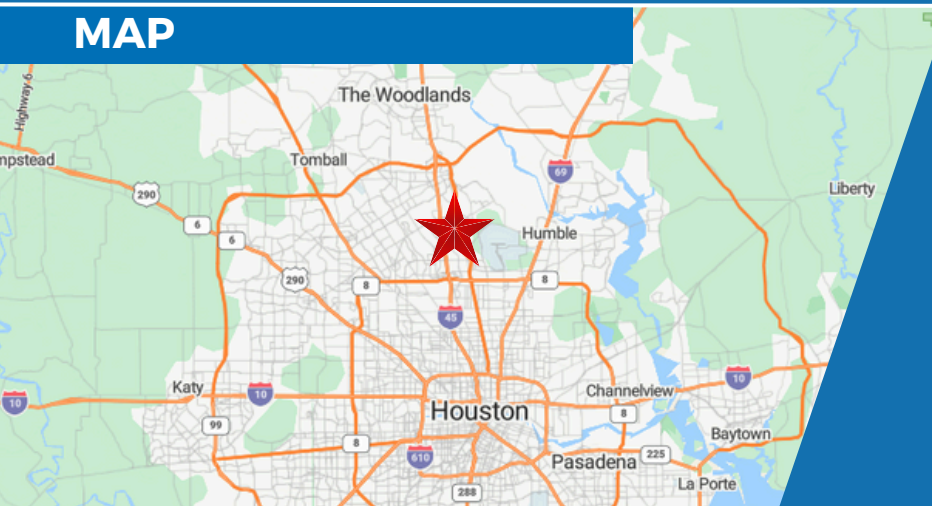 MAP
The Woodlands
Highway 6
mpstead
Tomball
69
290
Liberty
6
6
Humble
290
8
8
45
Katy
10
10
10
Channelview
99
Houston
8
8
Baytown
610
Pasadena
225
La Porte
288